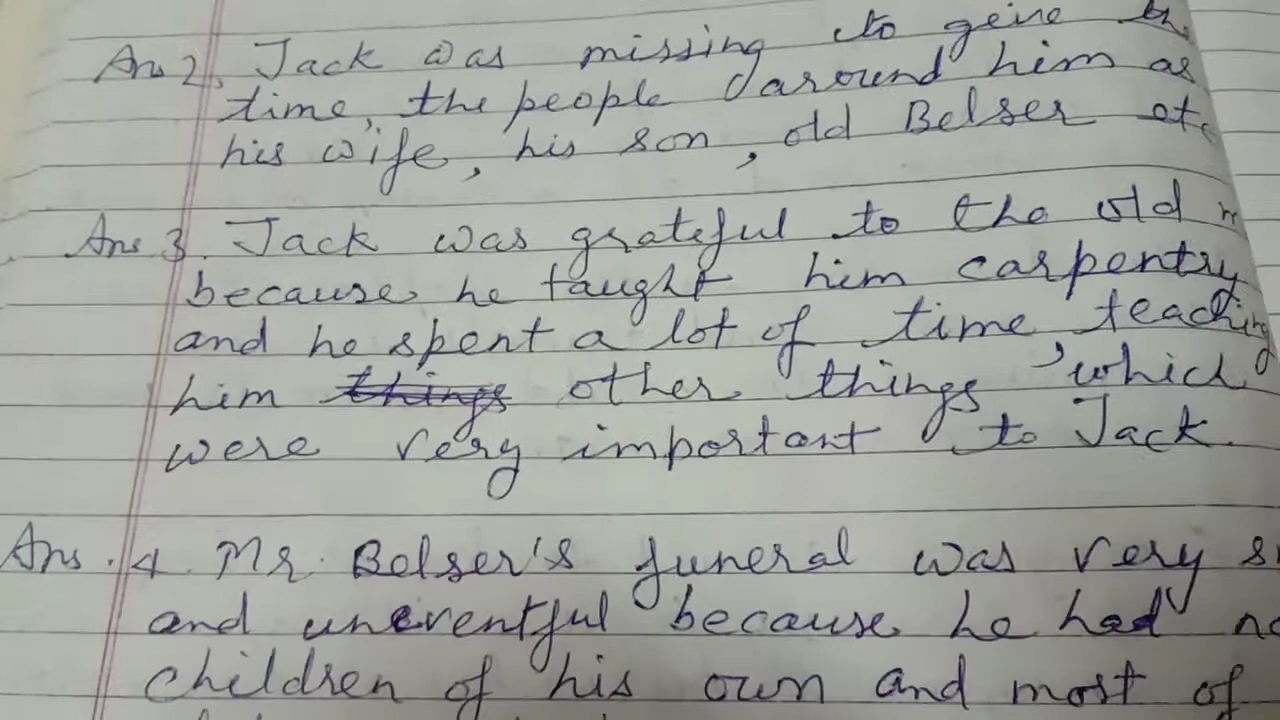 Ans 2. Jack was missing to geive
time, the people around him as
his wife, his son, old Belser etc
Ans 3. Jack was grateful to the old
because he taught him carpentry
and he spent a lot of time teaching
him things other things, which
were very important to Jack.
Ans. 4. Mr. Belser's funeral was very
and uneventful because he had
children of his own and most of